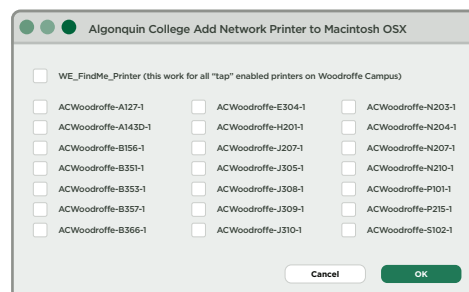 Algonquin College Add Network Printer to Macintosh OSX
WE_FindMe_Printer (this work for all “tap” enabled printers on Woodroffe Campus)
ACWoodroffe-A127-1
ACWoodroffe-A143D-1
ACWoodroffe-B156-1
ACWoodroffe-B351-1
ACWoodroffe-B353-1
ACWoodroffe-B357-1
ACWoodroffe-B366-1
ACWoodroffe-E304-1
ACWoodroffe-H201-1
ACWoodroffe-J207-1
ACWoodroffe-J305-1
ACWoodroffe-J308-1
ACWoodroffe-J309-1
ACWoodroffe-J310-1
ACWoodroffe-N203-1
ACWoodroffe-N204-1
ACWoodroffe-N207-1
ACWoodroffe-N210-1
ACWoodroffe-P101-1
ACWoodroffe-P215-1
ACWoodroffe-S102-1
Cancel
OK